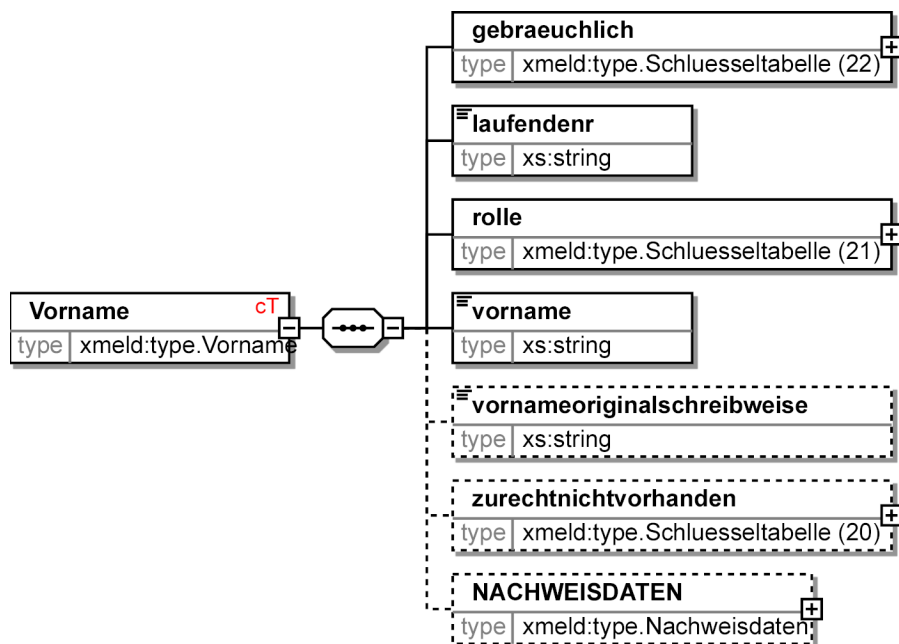 gebraeuchlich
type xmeld:type.Schluesseltabelle (22)
laufendenr
type xs:string
rolle
type xmeld:type.Schluesseltabelle (21)
Vorname cT
type xmeld:type.Vorname
vorname
type xs:string
vornameoriginalschreibweise
type xs:string
zurechtnichtvorhanden
type xmeld:type.Schluesseltabelle (20)
NACHWEISDATEN
type xmeld:type.Nachweisdaten